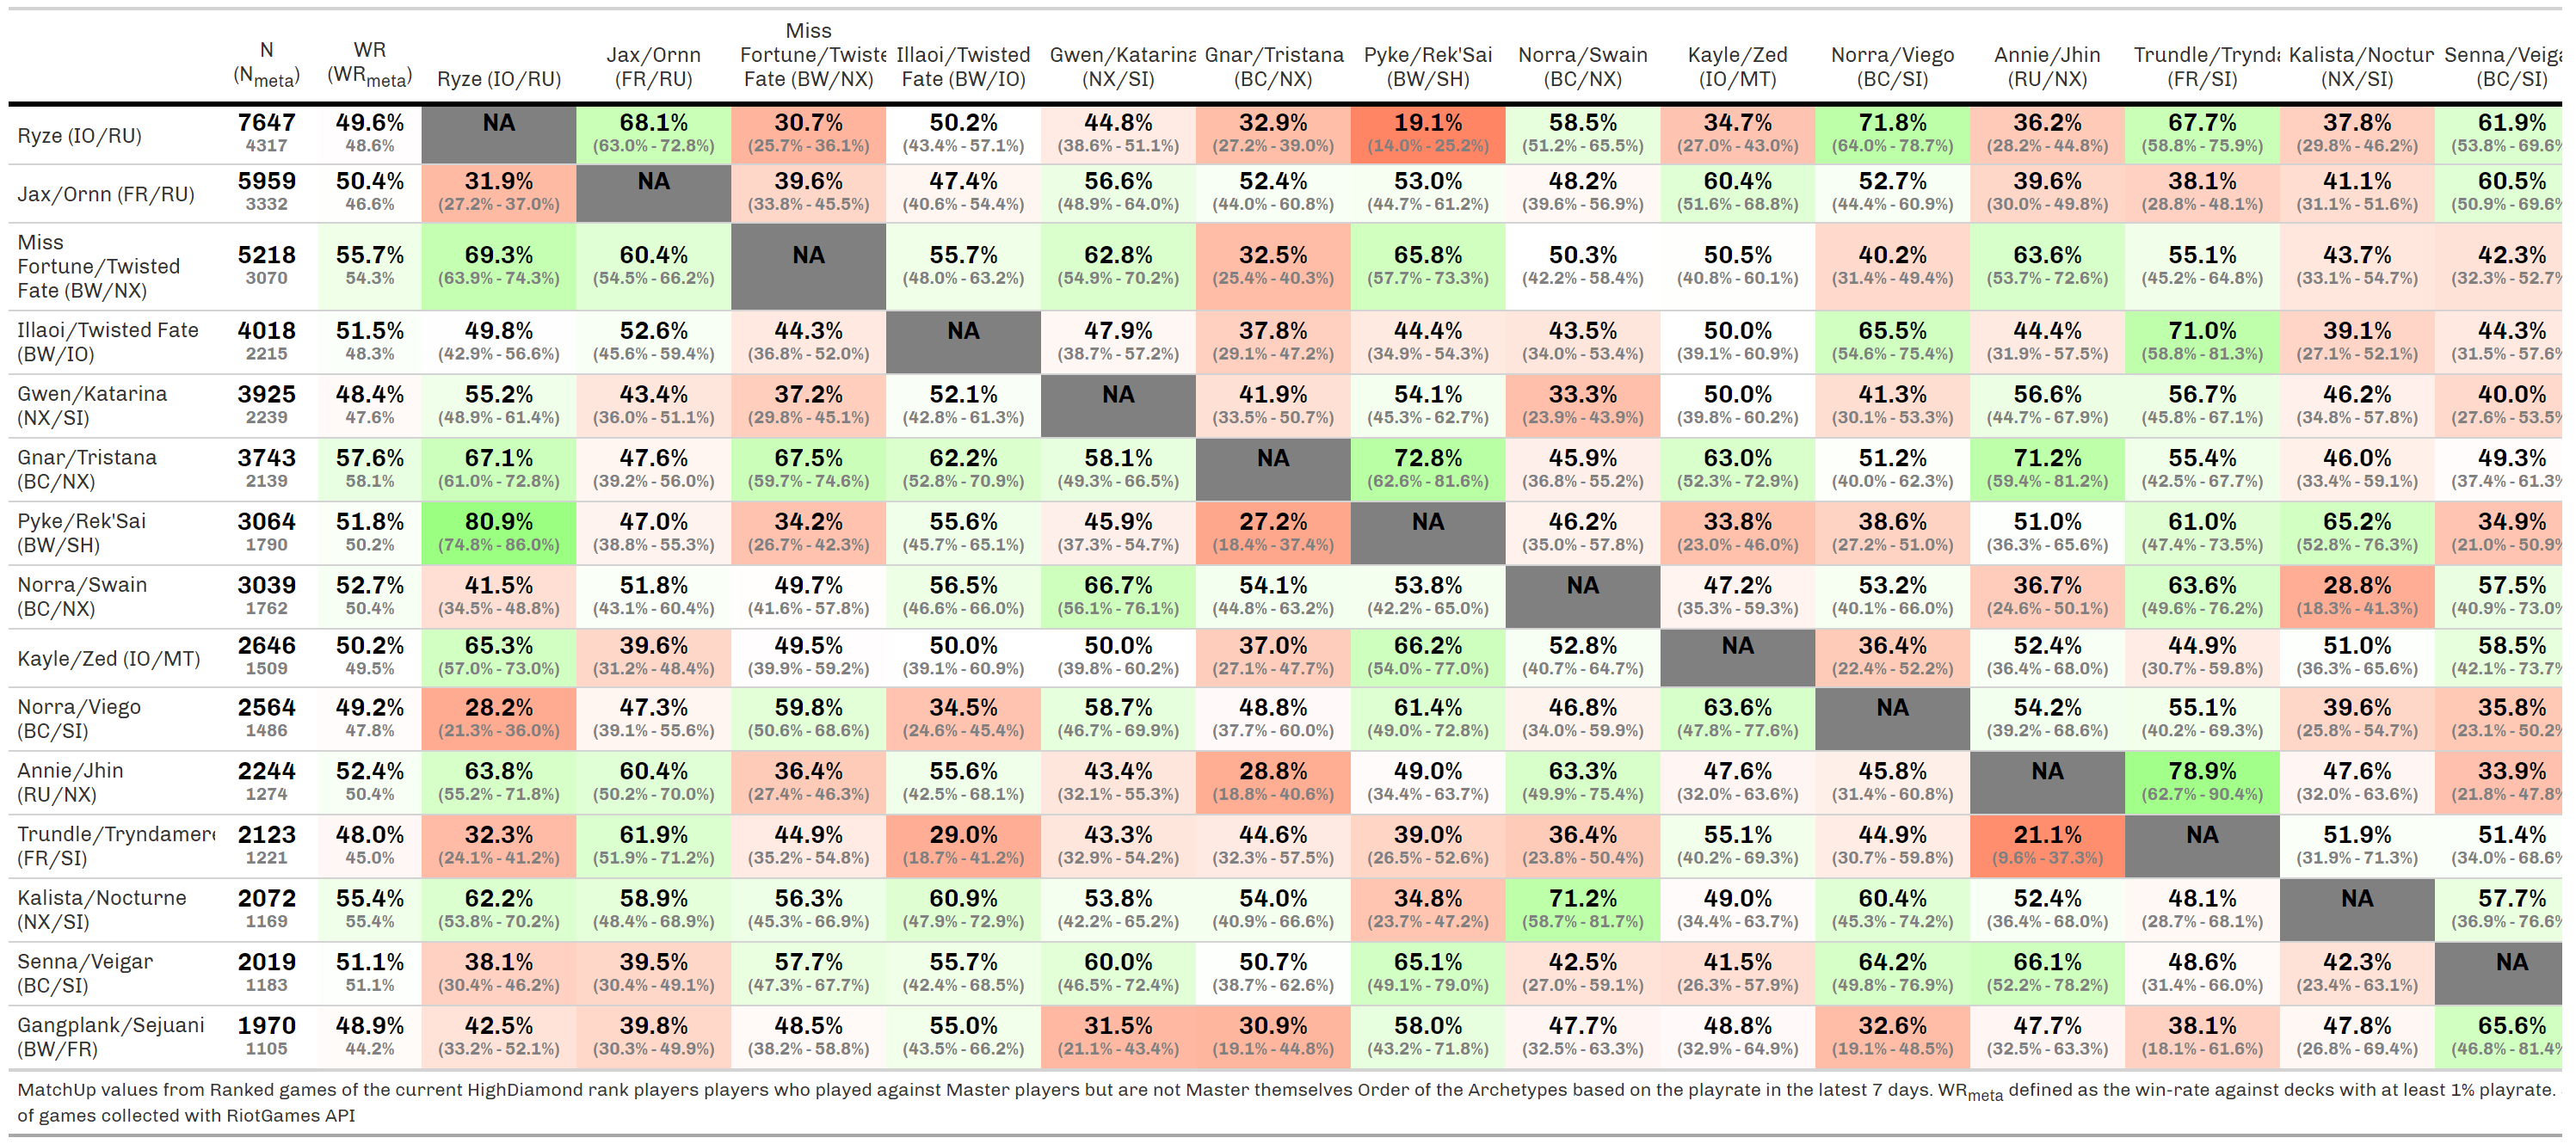 N (N_meta) WR (WR_meta) Ryze (IO/RU) Jax/Ornn (FR/RU) Miss Fortune/Twiste Fate (BW/NX) Illaoi/Twisted Fate (BW/IO) Gwen/Katarina (NX/SI) Gnar/Tristana (BC/NX) Pyke/Rek'Sai (BW/SH) Norra/Swain (BC/NX) Kayle/Zed (IO/MT) Norra/Viego (BC/SI) Annie/Jhin (RU/NX) Trundle/Trynda (FR/SI) Kalista/Noctur (NX/SI) Senna/Veiga (BC/SI)
Ryze (IO/RU) 7647 49.6% NA 68.1% 30.7% 50.2% 44.8% 32.9% 19.1% 58.5% 34.7% 71.8% 36.2% 67.7% 37.8% 61.9%
4317 48.6% (63.0% - 72.8%) (25.7% - 36.1%) (43.4% - 57.1%) (38.6% - 51.1%) (27.2% - 39.0%) (14.0% - 25.2%) (51.2% - 65.5%) (27.0% - 43.0%) (64.0% - 78.7%) (28.2% - 44.8%) (58.8% - 75.9%) (29.8% - 46.2%) (53.8% - 69.6%
Jax/Ornn (FR/RU) 5959 50.4% 31.9% NA 39.6% 47.4% 56.6% 52.4% 53.0% 48.2% 60.4% 52.7% 39.6% 38.1% 41.1% 60.5%
3332 46.6% (27.2% - 37.0%) (33.8% - 45.5%) (40.6% - 54.4%) (48.9% - 64.0%) (44.0% - 60.8%) (44.7% - 61.2%) (39.6% - 56.9%) (51.6% - 68.8%) (44.4% - 60.9%) (30.0% - 49.8%) (28.8% - 48.1%) (31.1% - 51.6%) (50.9% - 69.6%
Miss Fortune/Twisted Fate (BW/NX) 5218 55.7% 69.3% 60.4% NA 55.7% 62.8% 32.5% 65.8% 50.3% 50.5% 40.2% 63.6% 55.1% 43.7% 42.3%
3070 54.3% (63.9% - 74.3%) (54.5% - 66.2%) (48.0% - 63.2%) (54.9% - 70.2%) (25.4% - 40.3%) (57.7% - 73.3%) (42.2% - 58.4%) (40.8% - 60.1%) (31.4% - 49.4%) (53.7% - 72.6%) (45.2% - 64.8%) (33.1% - 54.7%) (32.3% - 52.7%
Illaoi/Twisted Fate 4018 51.5% 49.8% 52.6% 44.3% NA 47.9% 37.8% 44.4% 43.5% 50.0% 65.5% 44.4% 71.0% 39.1% 44.3%
(BW/IO) 2215 48.3% (42.9% - 56.6%) (45.6% - 59.4%) (36.8% - 52.0%) (38.7% - 57.2%) (29.1% - 47.2%) (34.9% - 54.3%) (34.0% - 53.4%) (39.1% - 60.9%) (54.6% - 75.4%) (31.9% - 57.5%) (58.8% - 81.3%) (27.1% - 52.1%) (31.5% - 57.6%
Gwen/Katarina 3925 48.4% 55.2% 43.4% 37.2% 52.1% NA 41.9% 54.1% 33.3% 50.0% 41.3% 56.6% 56.7% 46.2% 40.0%
(NX/SI) 2239 47.6% (48.9% - 61.4%) (36.0% - 51.1%) (29.8% - 45.1%) (42.8% - 61.3%) (33.5% - 50.7%) (45.3% - 62.7%) (23.9% - 43.9%) (39.8% - 60.2%) (30.1% - 53.3%) (44.7% - 67.9%) (45.8% - 67.1%) (34.8% - 57.8%) (27.6% - 53.5%
Gnar/Tristana 3743 57.6% 67.1% 47.6% 67.5% 62.2% 58.1% NA 72.8% 45.9% 63.0% 51.2% 71.2% 55.4% 46.0% 49.3%
(BC/NX) 2139 58.1% (61.0% - 72.8%) (39.2% - 56.0%) (59.7% - 74.6%) (52.8% - 70.9%) (49.3% - 66.5%) (62.6% - 81.6%) (36.8% - 55.2%) (52.3% - 72.9%) (40.0% - 62.3%) (59.4% - 81.2%) (42.5% - 67.7%) (33.4% - 59.1%) (37.4% - 61.3%
Pyke/Rek'Sai 3064 51.8% 80.9% 47.0% 34.2% 55.6% 45.9% 27.2% NA 46.2% 33.8% 38.6% 51.0% 61.0% 65.2% 34.9%
(BW/SH) 1790 50.2% (74.8% - 86.0%) (38.8% - 55.3%) (26.7% - 42.3%) (45.7% - 65.1%) (37.3% - 54.7%) (18.4% - 37.4%) (35.0% - 57.8%) (23.0% - 46.0%) (27.2% - 51.0%) (36.3% - 65.6%) (47.4% - 73.5%) (52.8% - 76.3%) (21.0% - 50.9%
Norra/Swain 3039 52.7% 41.5% 51.8% 49.7% 56.5% 66.7% 54.1% 53.8% NA 47.2% 53.2% 36.7% 63.6% 28.8% 57.5%
(BC/NX) 1762 50.4% (34.5% - 48.8%) (43.1% - 60.4%) (41.6% - 57.8%) (46.6% - 66.0%) (56.1% - 76.1%) (44.8% - 63.2%) (42.2% - 65.0%) (35.3% - 59.3%) (40.1% - 66.0%) (24.6% - 50.1%) (49.6% - 76.2%) (18.3% - 41.3%) (40.9% - 73.0%
Kayle/Zed (IO/MT) 2646 50.2% 65.3% 39.6% 49.5% 50.0% 50.0% 37.0% 66.2% 52.8% NA 36.4% 52.4% 44.9% 51.0% 58.5%
1509 49.5% (57.0% - 73.0%) (31.2% - 48.4%) (39.9% - 59.2%) (39.1% - 60.9%) (39.8% - 60.2%) (27.1% - 47.7%) (54.0% - 77.0%) (40.7% - 64.7%) (22.4% - 52.2%) (36.4% - 68.0%) (30.7% - 59.8%) (36.3% - 65.6%) (42.1% - 73.7%
Norra/Viego 2564 49.2% 28.2% 47.3% 59.8% 34.5% 58.7% 48.8% 61.4% 46.8% 63.6% NA 54.2% 55.1% 39.6% 35.8%
(BC/SI) 1486 47.8% (21.3% - 36.0%) (39.1% - 55.6%) (50.6% - 68.6%) (24.6% - 45.4%) (46.7% - 69.9%) (37.7% - 60.0%) (49.0% - 72.8%) (34.0% - 59.9%) (47.8% - 77.6%) (39.2% - 68.6%) (40.2% - 69.3%) (25.8% - 54.7%) (23.1% - 50.2%
Annie/Jhin 2244 52.4% 63.8% 60.4% 36.4% 55.6% 43.4% 28.8% 49.0% 63.3% 47.6% 45.8% NA 78.9% 47.6% 33.9%
(RU/NX) 1274 50.4% (55.2% - 71.8%) (50.2% - 70.0%) (27.4% - 46.3%) (42.5% - 68.1%) (32.1% - 55.3%) (18.8% - 40.6%) (34.4% - 63.7%) (49.9% - 75.4%) (32.0% - 63.6%) (31.4% - 60.8%) (62.7% - 90.4%) (32.0% - 63.6%) (21.8% - 47.8%
Trundle/Tryndamere 2123 48.0% 32.3% 61.9% 44.9% 29.0% 43.3% 44.6% 39.0% 36.4% 55.1% 44.9% 21.1% NA 51.9% 51.4%
(FR/SI) 1221 45.0% (24.1% - 41.2%) (51.9% - 71.2%) (35.2% - 54.8%) (18.7% - 41.2%) (32.9% - 54.2%) (32.3% - 57.5%) (26.5% - 52.6%) (23.8% - 50.4%) (40.2% - 69.3%) (30.7% - 59.8%) (9.6% - 37.3%) (31.9% - 71.3%) (34.0% - 68.6%
Kalista/Nocturne 2072 55.4% 62.2% 58.9% 56.3% 60.9% 53.8% 54.0% 34.8% 71.2% 49.0% 60.4% 52.4% 48.1% NA 57.7%
(NX/SI) 1169 55.4% (53.8% - 70.2%) (48.4% - 68.9%) (45.3% - 66.9%) (47.9% - 72.9%) (42.2% - 65.2%) (40.9% - 66.6%) (23.7% - 47.2%) (58.7% - 81.7%) (34.4% - 63.7%) (45.3% - 74.2%) (36.4% - 68.0%) (28.7% - 68.1%) (36.9% - 76.6%
Senna/Veigar 2019 51.1% 38.1% 39.5% 57.7% 55.7% 60.0% 50.7% 65.1% 42.5% 41.5% 64.2% 66.1% 48.6% 42.3% NA
(BC/SI) 1183 51.1% (30.4% - 46.2%) (30.4% - 49.1%) (47.3% - 67.7%) (42.4% - 68.5%) (46.5% - 72.4%) (38.7% - 62.6%) (49.1% - 79.0%) (27.0% - 59.1%) (26.3% - 57.9%) (49.8% - 76.9%) (52.2% - 78.2%) (31.4% - 66.0%) (23.4% - 63.1%)
Gangplank/Sejuani 1970 48.9% 42.5% 39.8% 48.5% 55.0% 31.5% 30.9% 58.0% 47.7% 48.8% 32.6% 47.7% 38.1% 47.8% 65.6%
(BW/FR) 1105 44.2% (33.2% - 52.1%) (30.3% - 49.9%) (38.2% - 58.8%) (43.5% - 66.2%) (21.1% - 43.4%) (19.1% - 44.8%) (43.2% - 71.8%) (32.5% - 63.3%) (32.9% - 64.9%) (19.1% - 48.5%) (32.5% - 63.3%) (18.1% - 61.6%) (26.8% - 69.4%) (46.8% - 81.4%
MatchUp values from Ranked games of the current HighDiamond rank players players who played against Master players but are not Master themselves Order of the Archetypes based on the playrate in the latest 7 days. WR_meta defined as the win-rate against decks with at least 1% playrate.
of games collected with RiotGames API